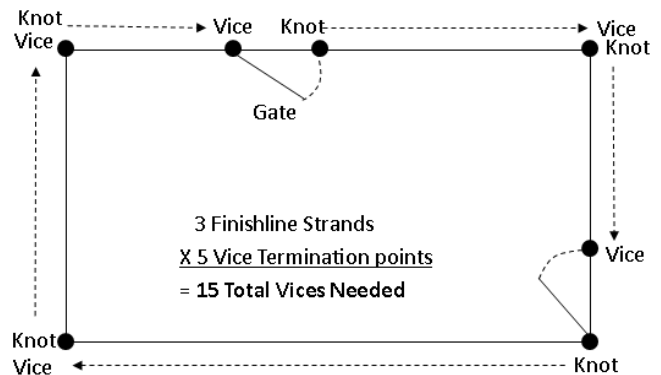 Knot
Vice
Vice
Knot
Vice
Knot
Gate
3 Finishline Strands
X 5 Vice Termination points
= 15 Total Vices Needed
Vice
Knot
Vice
Knot